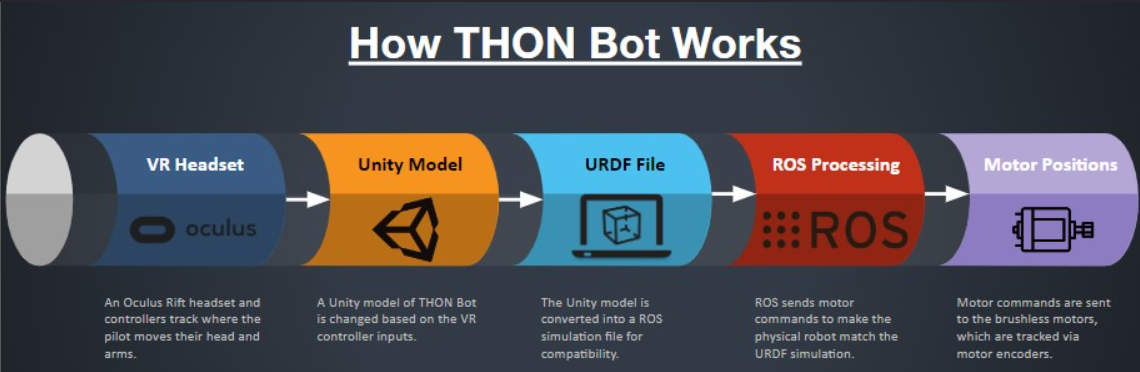 How THON Bot Works
VR Headset
Unity Model
URDF File
ROS Processing
Motor Positions
oculus
ROS
An Oculus Rift headset and
controllers track where the
pilot moves their head and
arms.
A Unity model of THON Bot
is changed based on the VR
controller inputs.
The Unity model is
converted into a ROS
simulation file for
compatibility.
ROS sends motor
commands to make the
physical robot match the
URDF simulation.
Motor commands are sent
to the brushless motors,
which are tracked via
motor encoders.